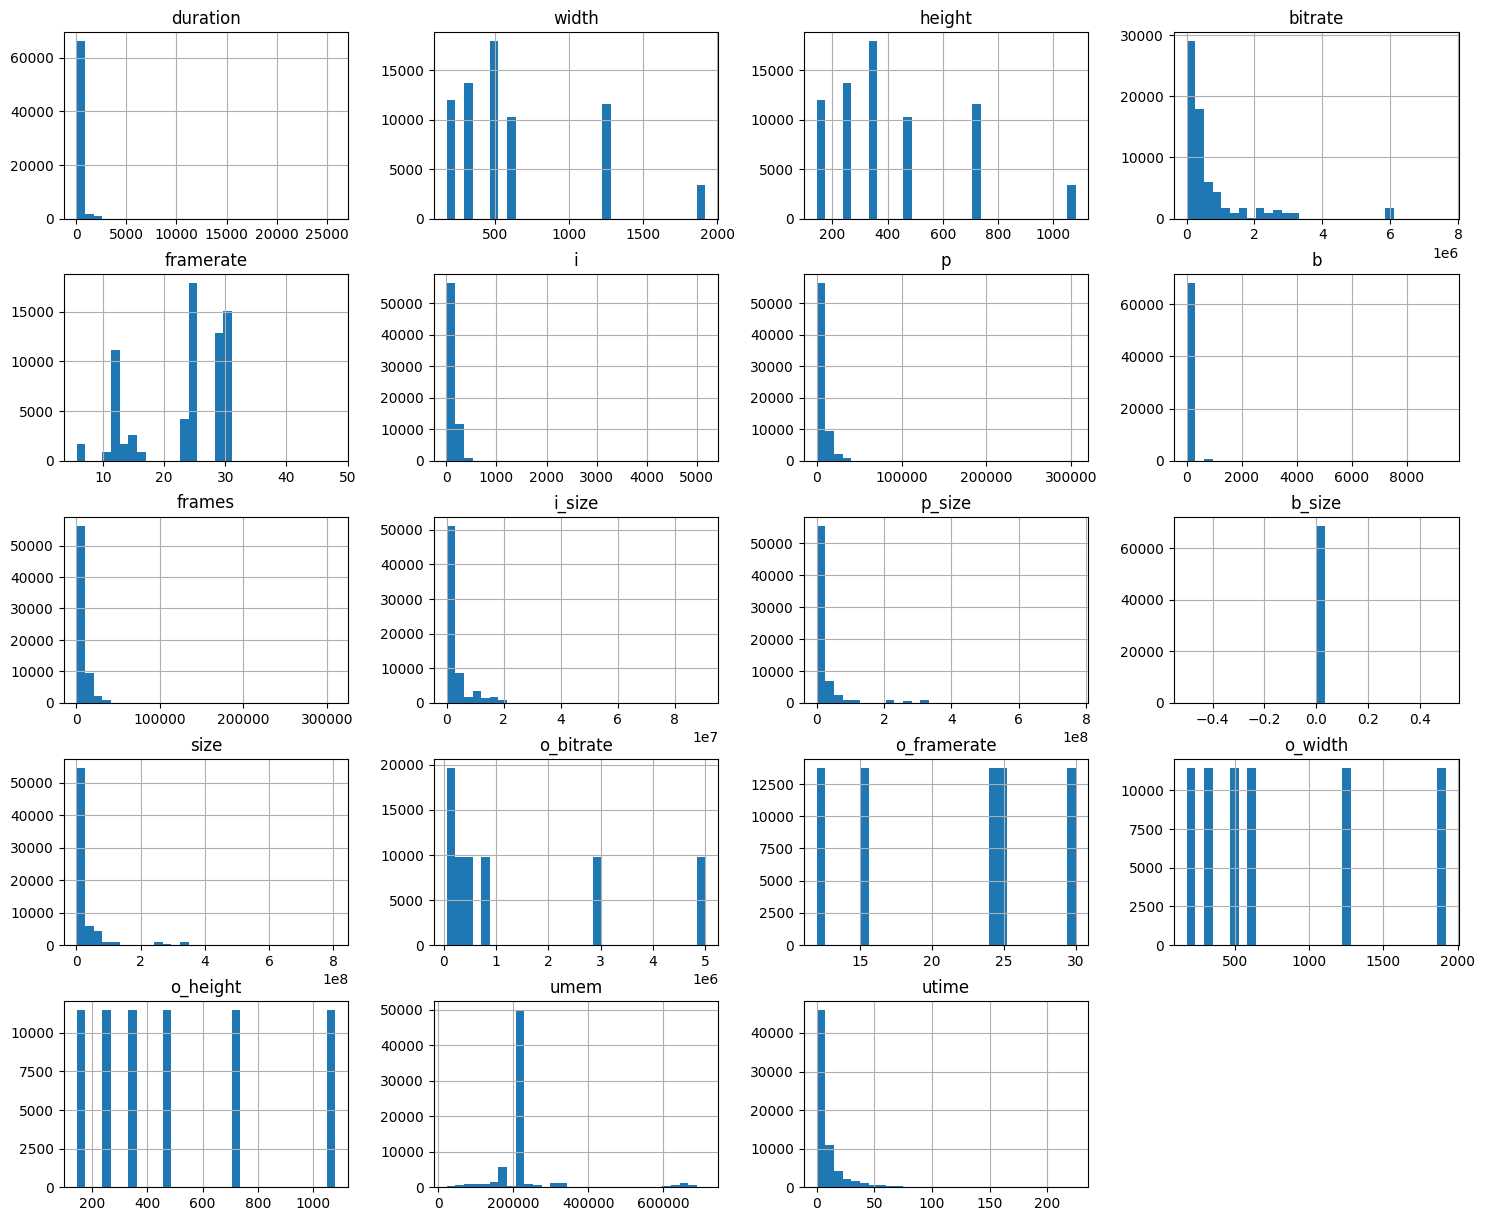 duration
60000
40000
20000
0
0 5000 10000 15000 20000 25000
width
15000
10000
5000
0
500 1000 1500 2000
height
15000
10000
5000
0
200 400 600 800 1000
bitrate
30000
20000
10000
0
0 2 4 6 8
1e6
framerate
15000
10000
5000
0
10 20 30 40 50
i
50000
40000
30000
20000
10000
0
0 1000 2000 3000 4000 5000
p
50000
40000
30000
20000
10000
0
0 100000 200000 300000
b
60000
40000
20000
0
0 2000 4000 6000 8000
frames
50000
40000
30000
20000
10000
0
0 100000 200000 300000
i_size
50000
40000
30000
20000
10000
0
0 2 4 6 8
1e7
p_size
50000
40000
30000
20000
10000
0
0 2 4 6 8
1e8
b_size
60000
40000
20000
0
−0.4 −0.2 0.0 0.2 0.4
size
50000
40000
30000
20000
10000
0
0 2 4 6 8
1e8
o_bitrate
20000
15000
10000
5000
0
0 1 2 3 4 5
1e6
o_framerate
12500
10000
7500
5000
2500
0
15 20 25 30
o_width
10000
7500
5000
2500
0
500 1000 1500 2000
o_height
10000
7500
5000
2500
0
200 400 600 800 1000
umem
50000
40000
30000
20000
10000
0
0 200000 400000 600000
utime
40000
30000
20000
10000
0
0 50 100 150 200